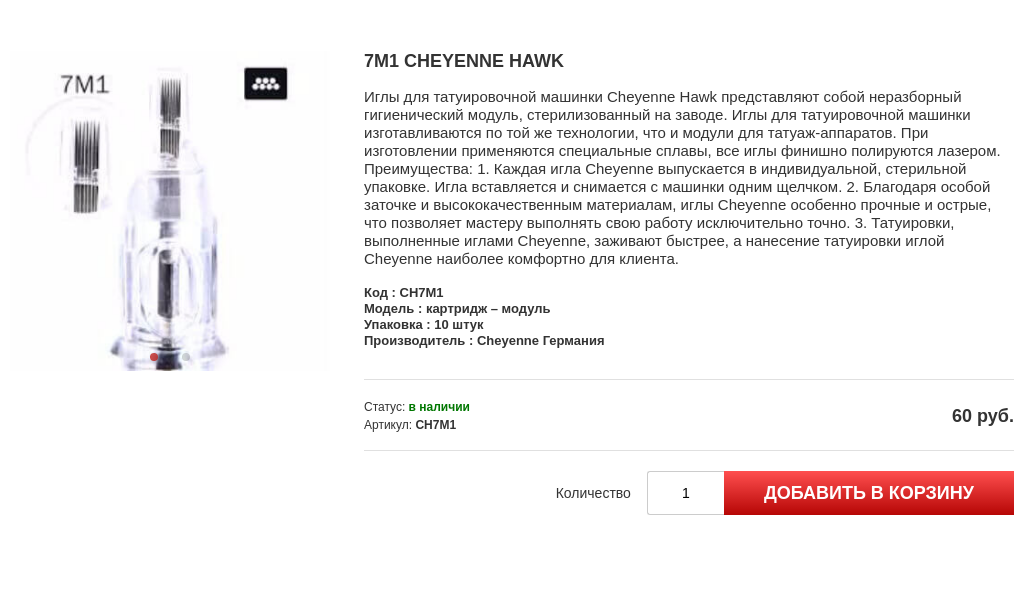 7M1
7M1 CHEYENNE HAWK
Иглы для татуировочной машинки Cheyenne Hawk представляют собой неразборный
гигиенический модуль, стерилизованный на заводе. Иглы для татуировочной машинки
изготавливаются по той же технологии, что и модули для татуаж-аппаратов. При
изготовлении применяются специальные сплавы, все иглы финишно полируются лазером.
Преимущества: 1. Каждая игла Cheyenne выпускается в индивидуальной, стерильной
упаковке. Игла вставляется и снимается с машинки одним щелчком. 2. Благодаря особой
заточке и высококачественным материалам, иглы Cheyenne особенно прочные и острые,
что позволяет мастеру выполнять свою работу исключительно точно. 3. Татуировки,
выполненные иглами Cheyenne, заживают быстрее, а нанесение татуировки иглой
Cheyenne наиболее комфортно для клиента.
Код : CH7M1
Модель : картридж – модуль
Упаковка : 10 штук
Производитель : Cheyenne Германия
Статус: в наличии
Артикул: CH7M1
60 руб.
Количество
1
ДОБАВИТЬ В КОРЗИНУ